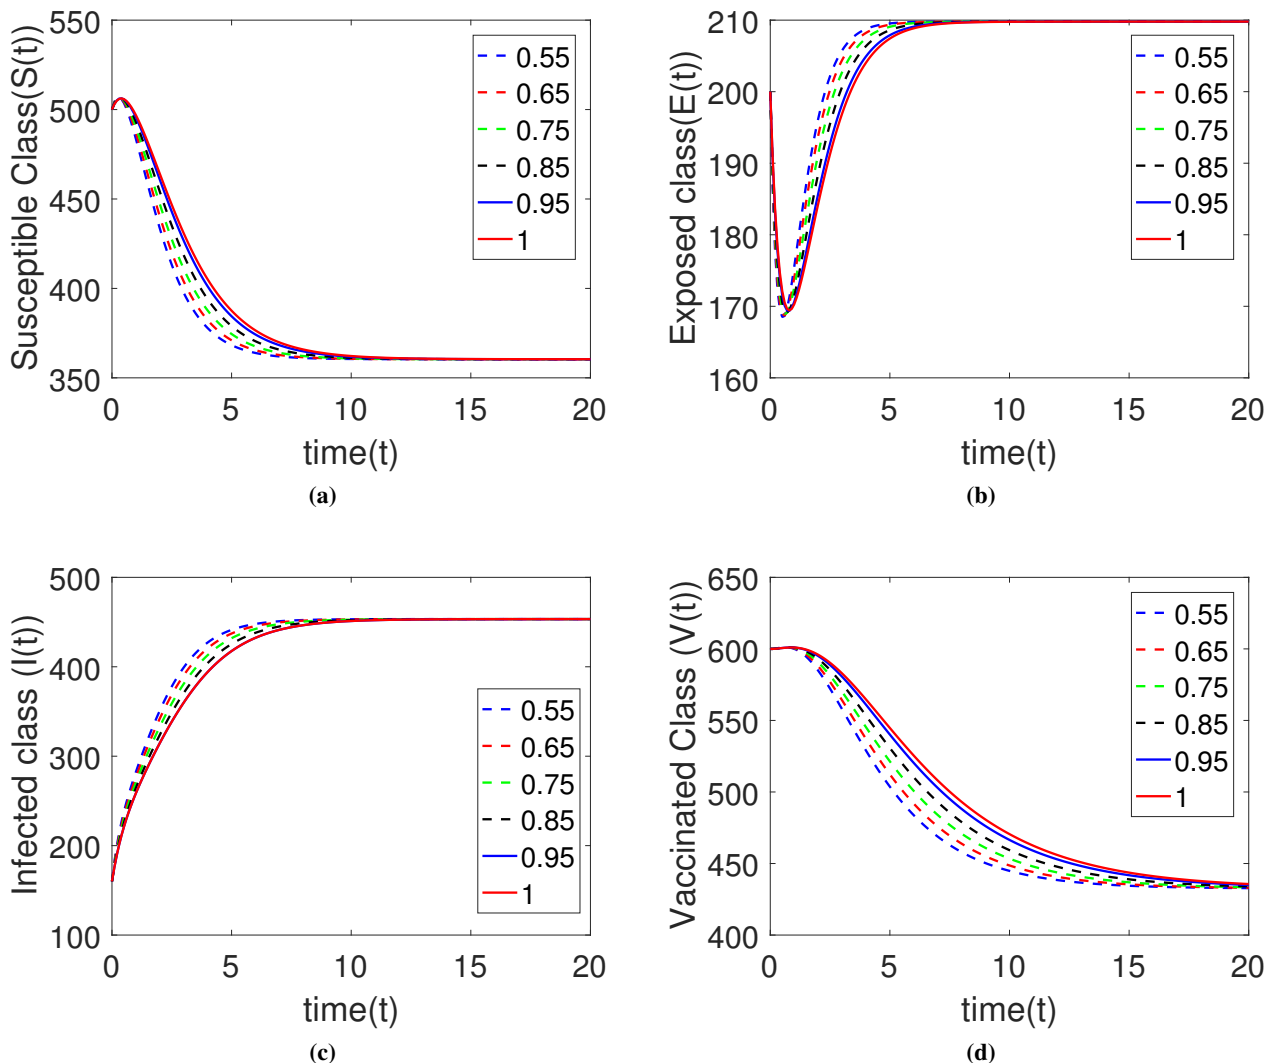 Susceptible Class(S(t))
550
500
450
400
350
0 5 10 15 20
time(t)
0.55
0.65
0.75
0.85
0.95
1
(a)
Exposed class(E(t))
210
200
190
180
170
160
0 5 10 15 20
time(t)
0.55
0.65
0.75
0.85
0.95
1
(b)
Infected class (I(t))
500
400
300
200
100
0 5 10 15 20
time(t)
0.55
0.65
0.75
0.85
0.95
1
(c)
Vaccinated Class (V(t))
650
600
550
500
450
400
0 5 10 15 20
time(t)
0.55
0.65
0.75
0.85
0.95
1
(d)